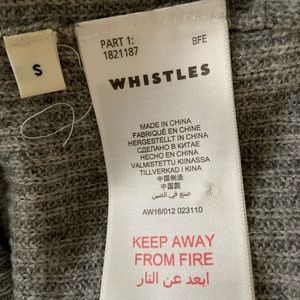 S
PART 1: BFE
1821187
WHISTLES
MADE IN CHINA
FABRIQUÉ EN CHINE
HERGESTELLT IN CHINA
СДЕЛАНО В КИТАЕ
HECHO EN CHINA
VALMISTETTU KIINASSA
TILLVERKAD I KINA
中国制造
中國製
صنع في الصين
AW16/012 023110
KEEP AWAY
FROM FIRE
ابعد عن النار